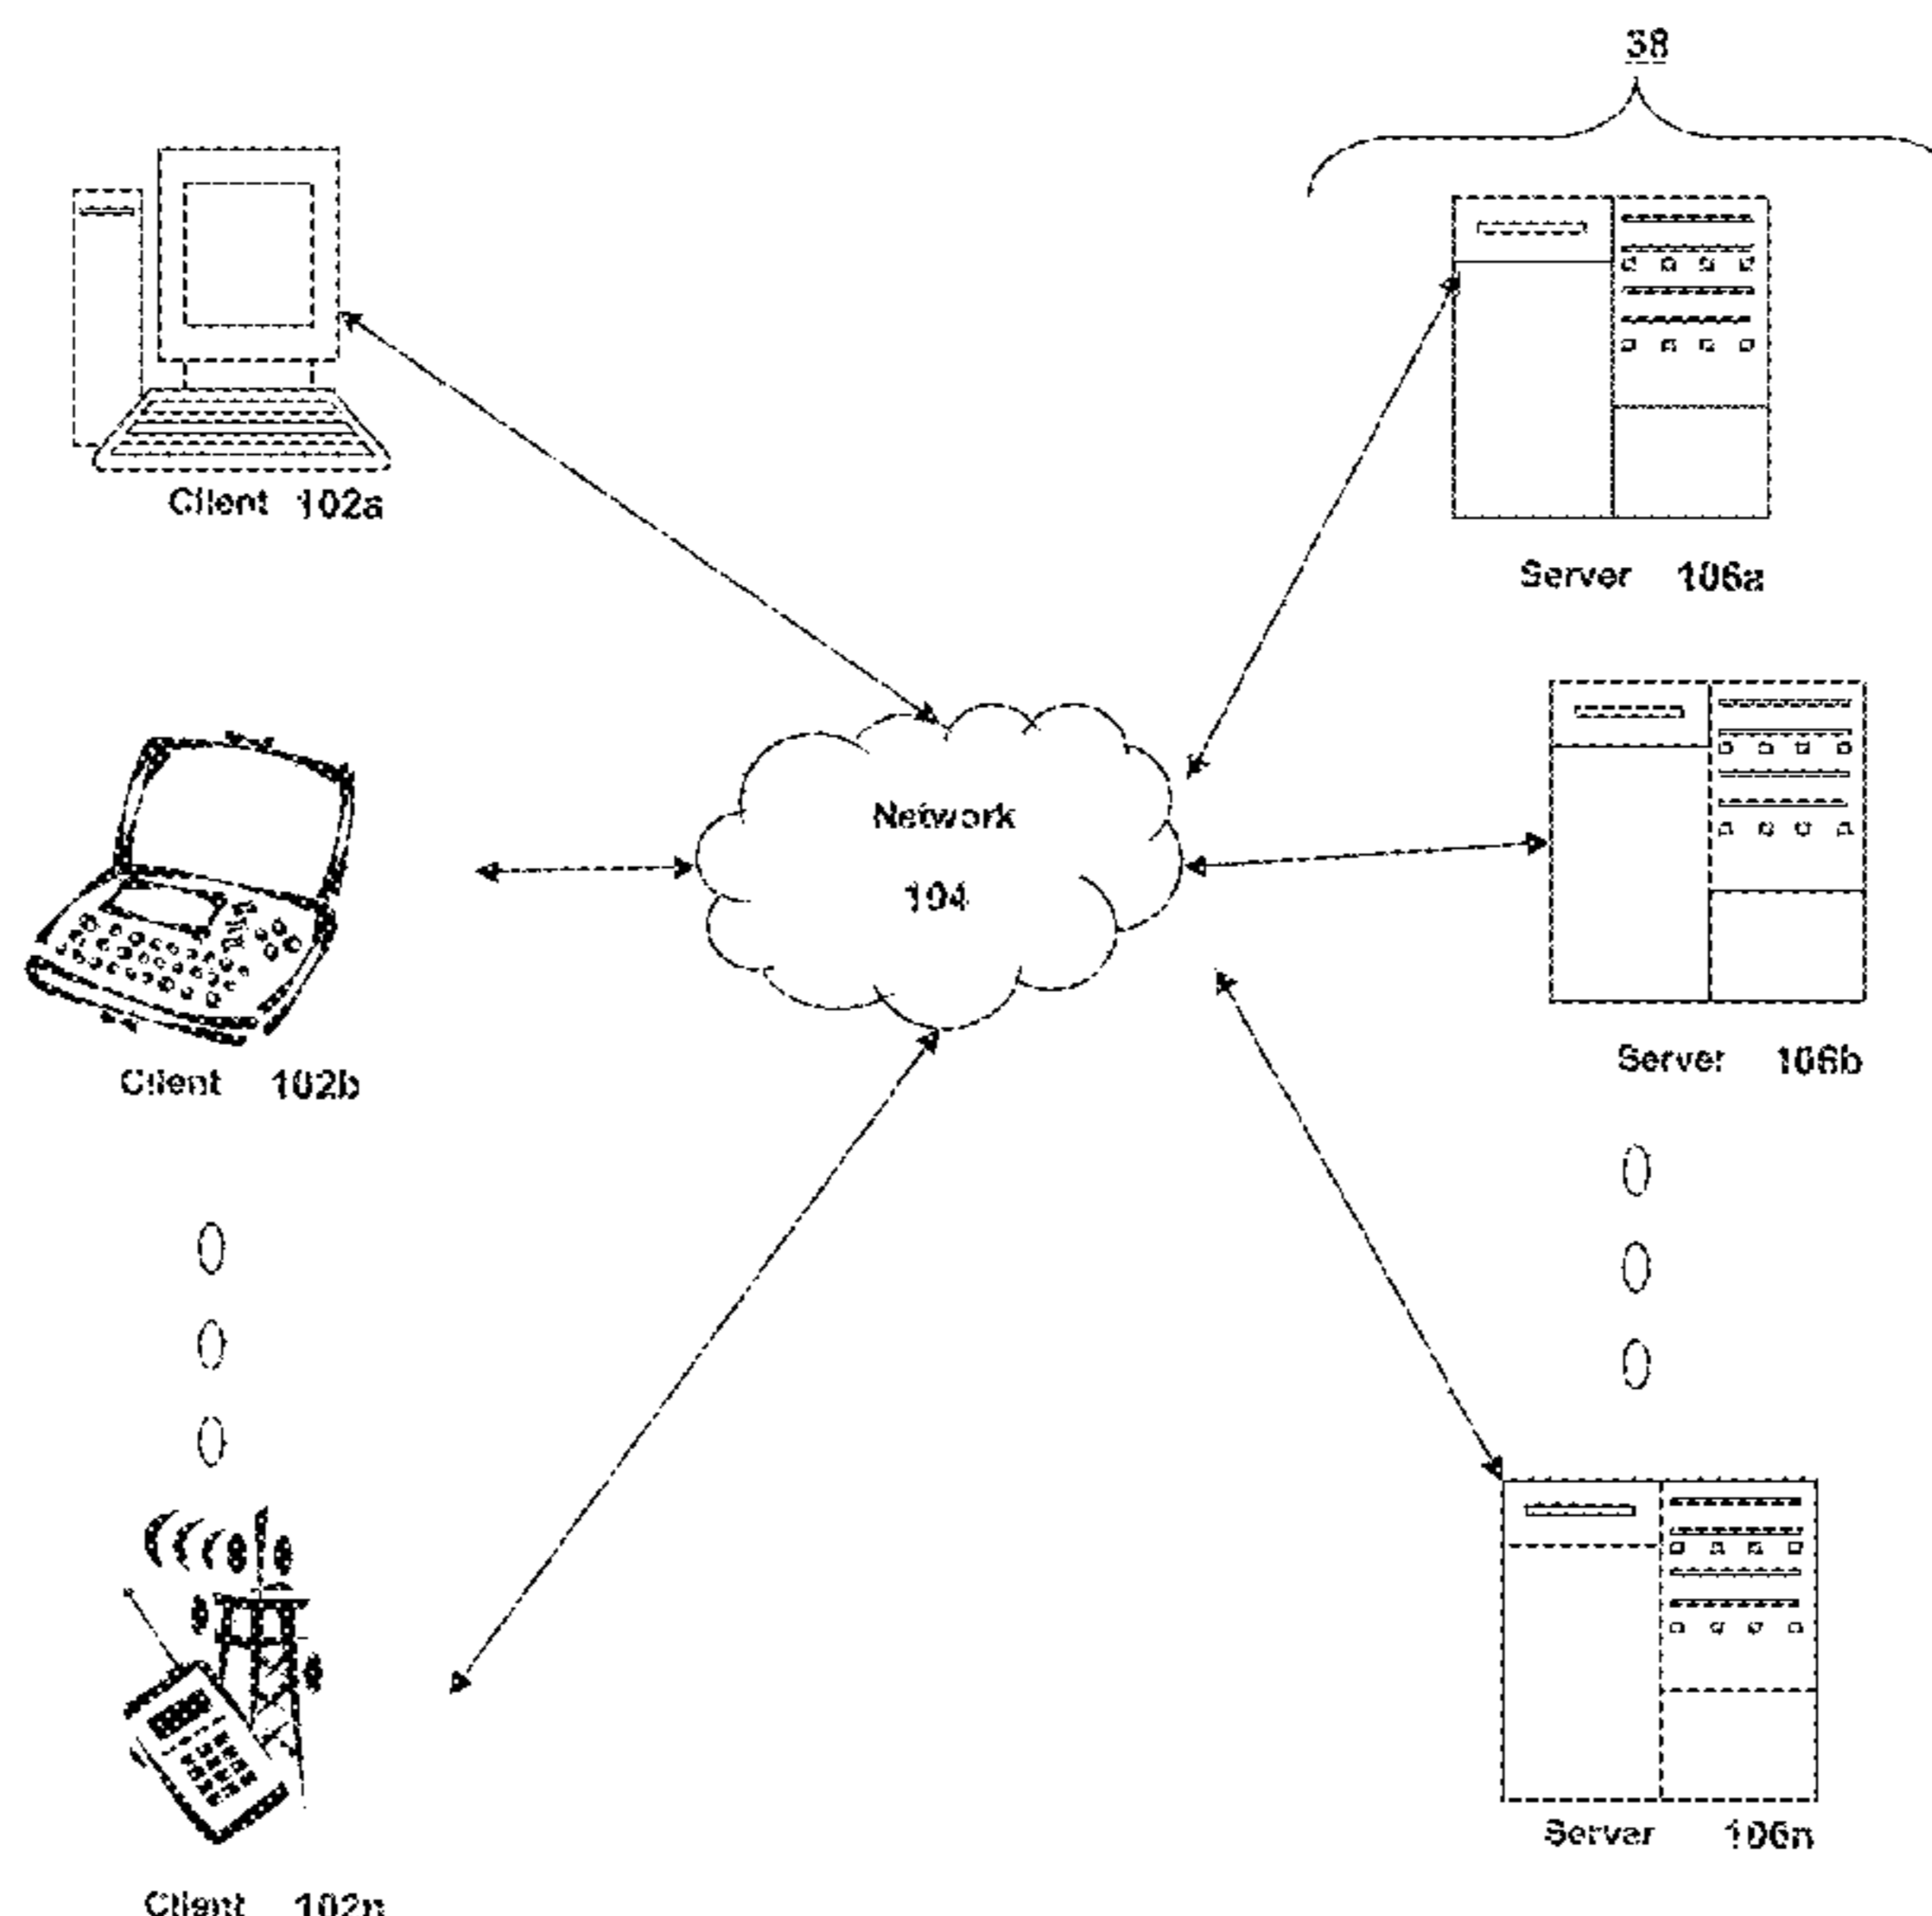 38
Client 102a
Server 106a
Network
104
Client 102b
Server 106b
Server 106n
Client 102n